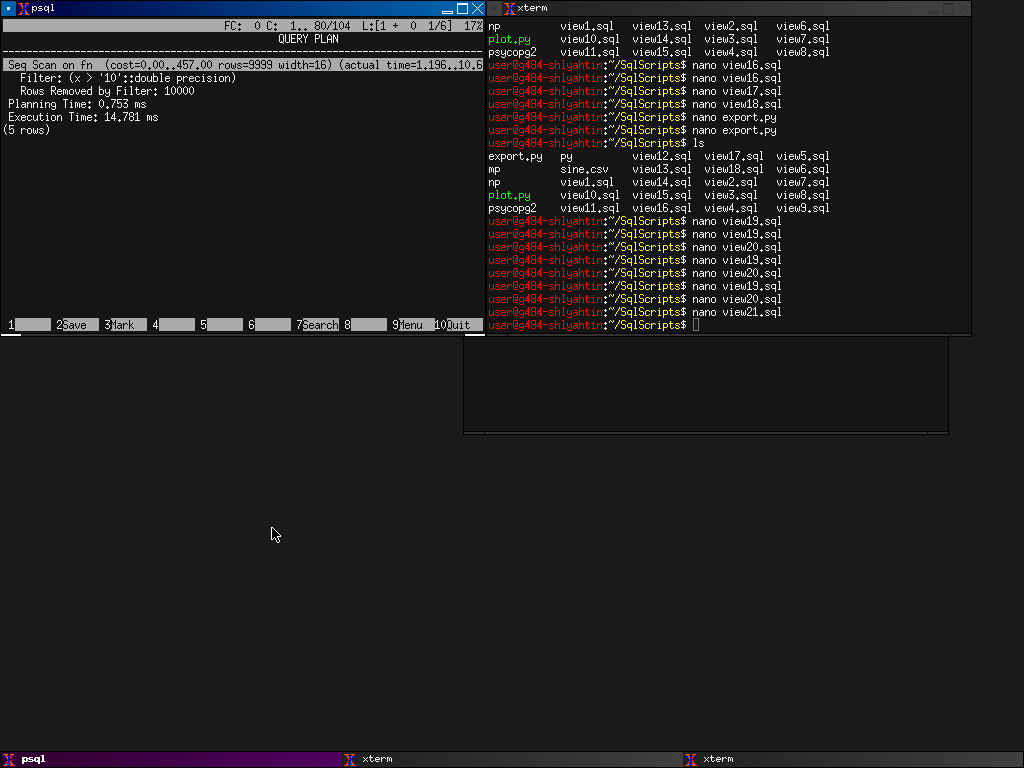 psql
FC:  0 C:  1.. 80/104  L:[1 +  0  1/6]  17%
QUERY PLAN
Seq Scan on fn  (cost=0.00..457.00 rows=9999 width=16) (actual time=1.196..10.6
Filter: (x > '10'::double precision)
Rows Removed by Filter: 10000
Planning Time: 0.753 ms
Execution Time: 14.781 ms
(5 rows)
1 2Save 3Mark 4 5 6 7Search 8 9Menu 10Quit
xterm
np view1.sql view13.sql view2.sql view6.sql
plot.py view10.sql view14.sql view3.sql view7.sql
psycopg2 view11.sql view15.sql view4.sql view8.sql
user@g484-shlyahtin:~/SqlScripts$ nano view16.sql
user@g484-shlyahtin:~/SqlScripts$ nano view16.sql
user@g484-shlyahtin:~/SqlScripts$ nano view17.sql
user@g484-shlyahtin:~/SqlScripts$ nano view18.sql
user@g484-shlyahtin:~/SqlScripts$ nano export.py
user@g484-shlyahtin:~/SqlScripts$ nano export.py
user@g484-shlyahtin:~/SqlScripts$ ls
export.py py view12.sql view17.sql view5.sql
mp sine.csv view13.sql view18.sql view6.sql
np view1.sql view14.sql view2.sql view7.sql
plot.py view10.sql view15.sql view3.sql view8.sql
psycopg2 view11.sql view16.sql view4.sql view9.sql
user@g484-shlyahtin:~/SqlScripts$ nano view19.sql
user@g484-shlyahtin:~/SqlScripts$ nano view19.sql
user@g484-shlyahtin:~/SqlScripts$ nano view20.sql
user@g484-shlyahtin:~/SqlScripts$ nano view19.sql
user@g484-shlyahtin:~/SqlScripts$ nano view20.sql
user@g484-shlyahtin:~/SqlScripts$ nano view19.sql
user@g484-shlyahtin:~/SqlScripts$ nano view20.sql
user@g484-shlyahtin:~/SqlScripts$ nano view21.sql
user@g484-shlyahtin:~/SqlScripts$
psql
xterm
xterm